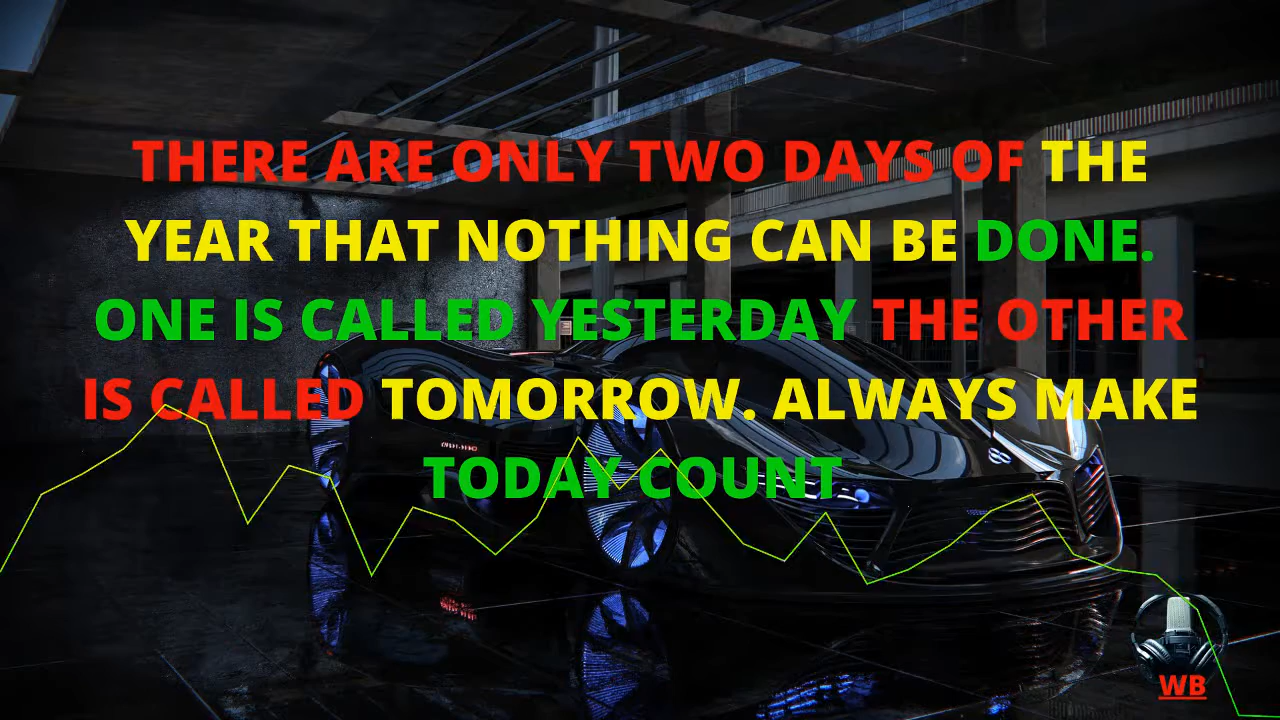 THERE ARE ONLY TWO DAYS OF THE
YEAR THAT NOTHING CAN BE DONE.
ONE IS CALLED YESTERDAY THE OTHER
IS CALLED TOMORROW. ALWAYS MAKE
TODAY COUNT
WB